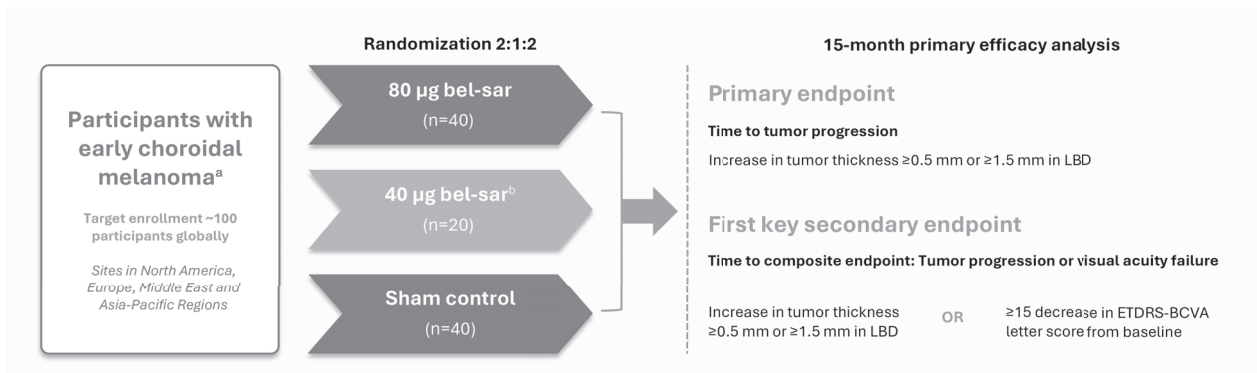 Randomization 2:1:2
15-month primary efficacy analysis
Participants with
early choroidal
melanomaᵃ
Target enrollment ~100
participants globally
Sites in North America,
Europe, Middle East and
Asia-Pacific Regions
80 µg bel-sar
(n=40)
40 µg bel-sarᵇ
(n=20)
Sham control
(n=40)
Primary endpoint
Time to tumor progression
Increase in tumor thickness ≥0.5 mm or ≥1.5 mm in LBD
First key secondary endpoint
Time to composite endpoint: Tumor progression or visual acuity failure
Increase in tumor thickness
≥0.5 mm or ≥1.5 mm in LBD
OR
≥15 decrease in ETDRS-BCVA
letter score from baseline